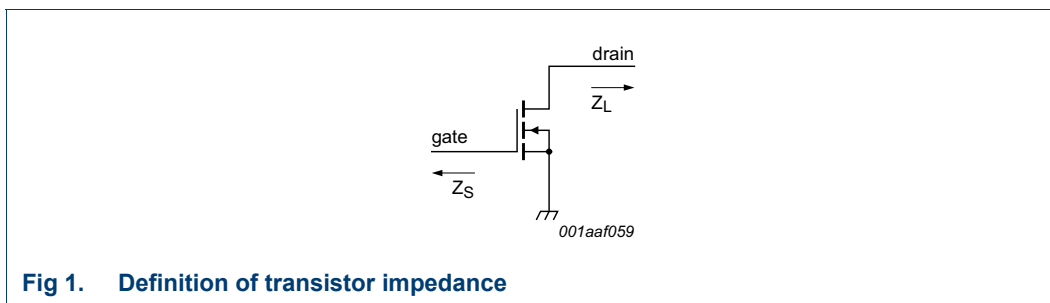 drain
Z_L
gate
Z_S
001aaf059
Fig 1. Definition of transistor impedance